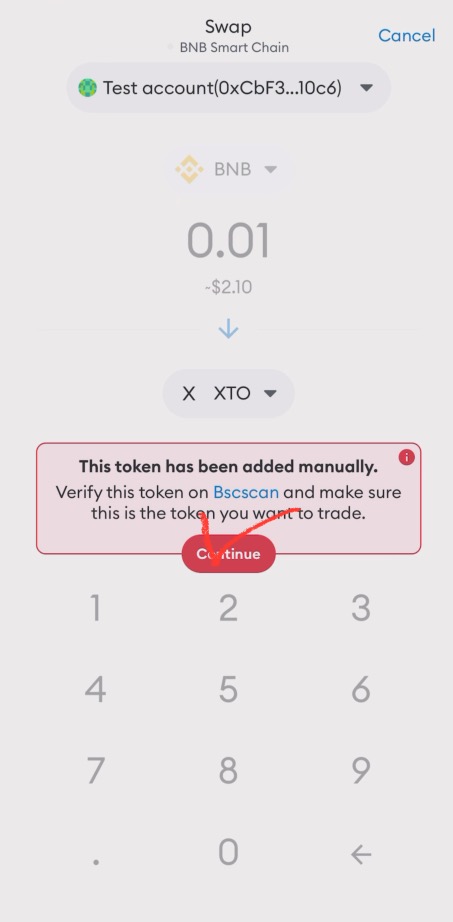 Swap
BNB Smart Chain
Cancel
Test account(0xCbF3...10c6)
BNB
0.01
~$2.10
X XTO
This token has been added manually.
Verify this token on Bscscan and make sure
this is the token you want to trade.
Continue
1 2 3
4 5 6
7 8 9
. 0